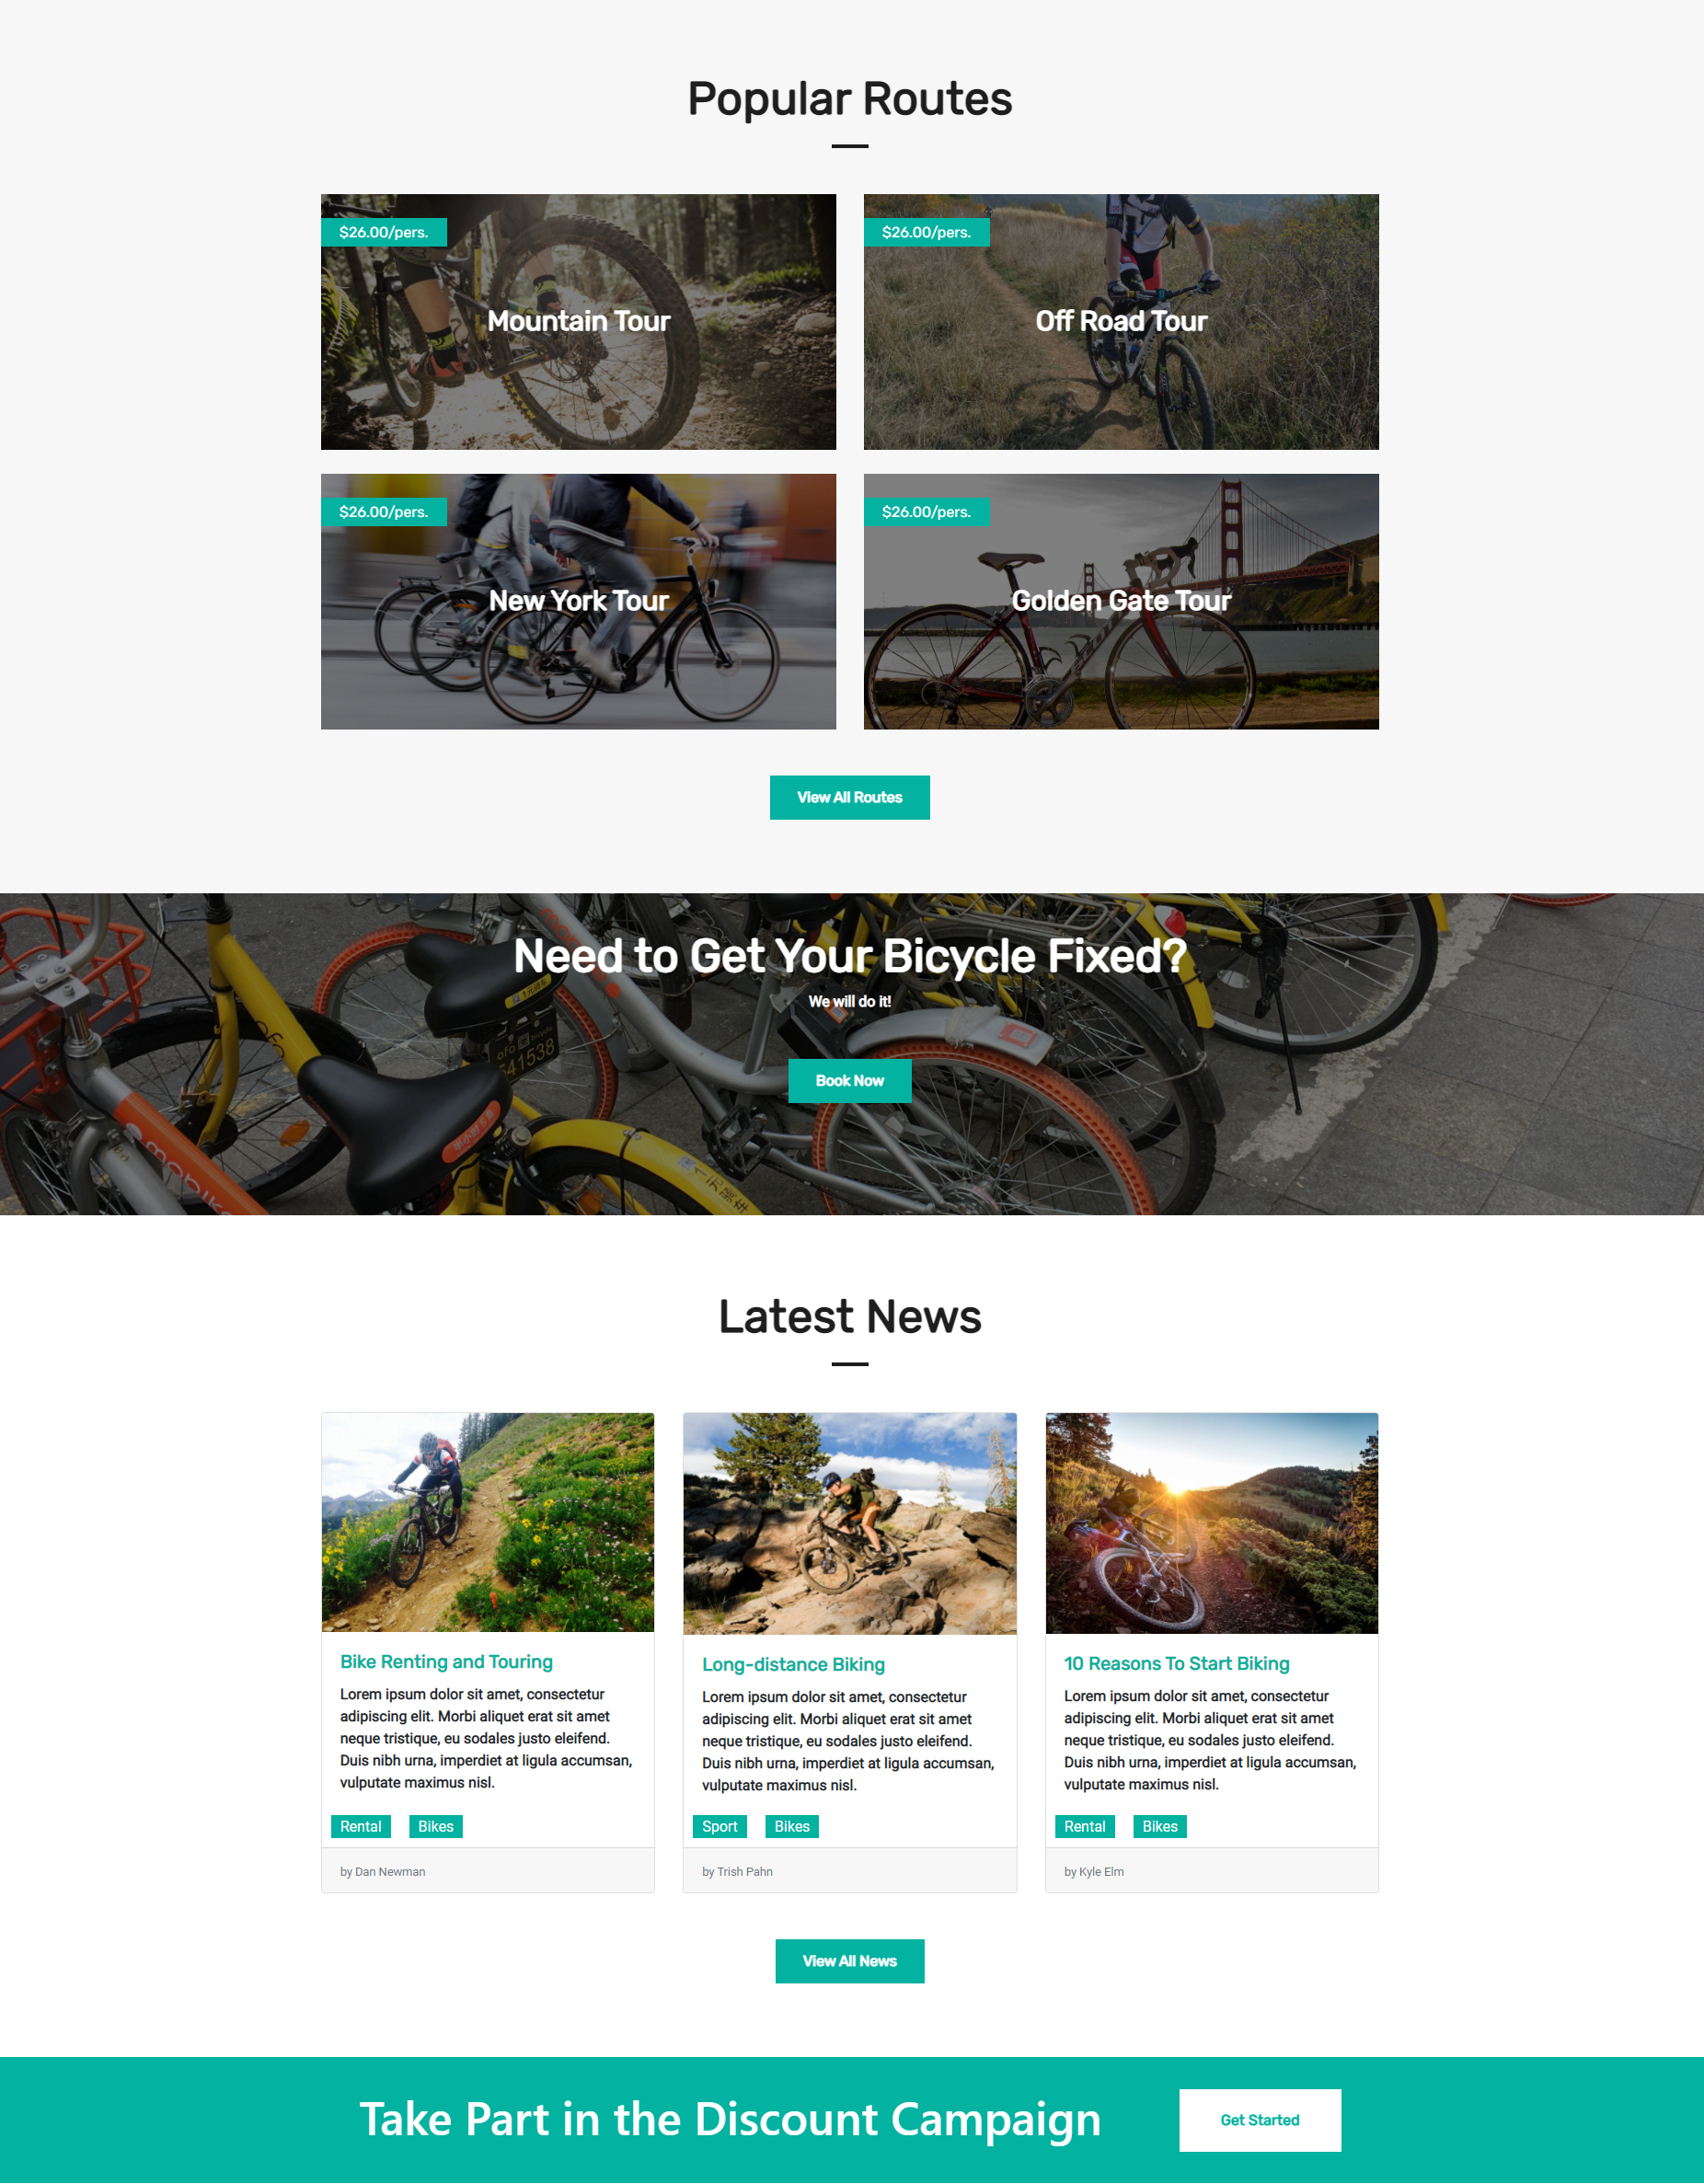 Popular Routes
$26.00/pers.
Mountain Tour
$26.00/pers.
Off Road Tour
$26.00/pers.
New York Tour
$26.00/pers.
Golden Gate Tour
View All Routes
Need to Get Your Bicycle Fixed?
We will do it!
Book Now
ofo
ofo
541538
mobike
Latest News
Bike Renting and Touring
Lorem ipsum dolor sit amet, consectetur
adipiscing elit. Morbi aliquet erat sit amet
neque tristique, eu sodales justo eleifend.
Duis nibh urna, imperdiet at ligula accumsan,
vulputate maximus nisl.
Rental Bikes
by Dan Newman
Long-distance Biking
Lorem ipsum dolor sit amet, consectetur
adipiscing elit. Morbi aliquet erat sit amet
neque tristique, eu sodales justo eleifend.
Duis nibh urna, imperdiet at ligula accumsan,
vulputate maximus nisl.
Sport Bikes
by Trish Pahn
10 Reasons To Start Biking
Lorem ipsum dolor sit amet, consectetur
adipiscing elit. Morbi aliquet erat sit amet
neque tristique, eu sodales justo eleifend.
Duis nibh urna, imperdiet at ligula accumsan,
vulputate maximus nisl.
Rental Bikes
by Kyle Elm
View All News
Take Part in the Discount Campaign
Get Started